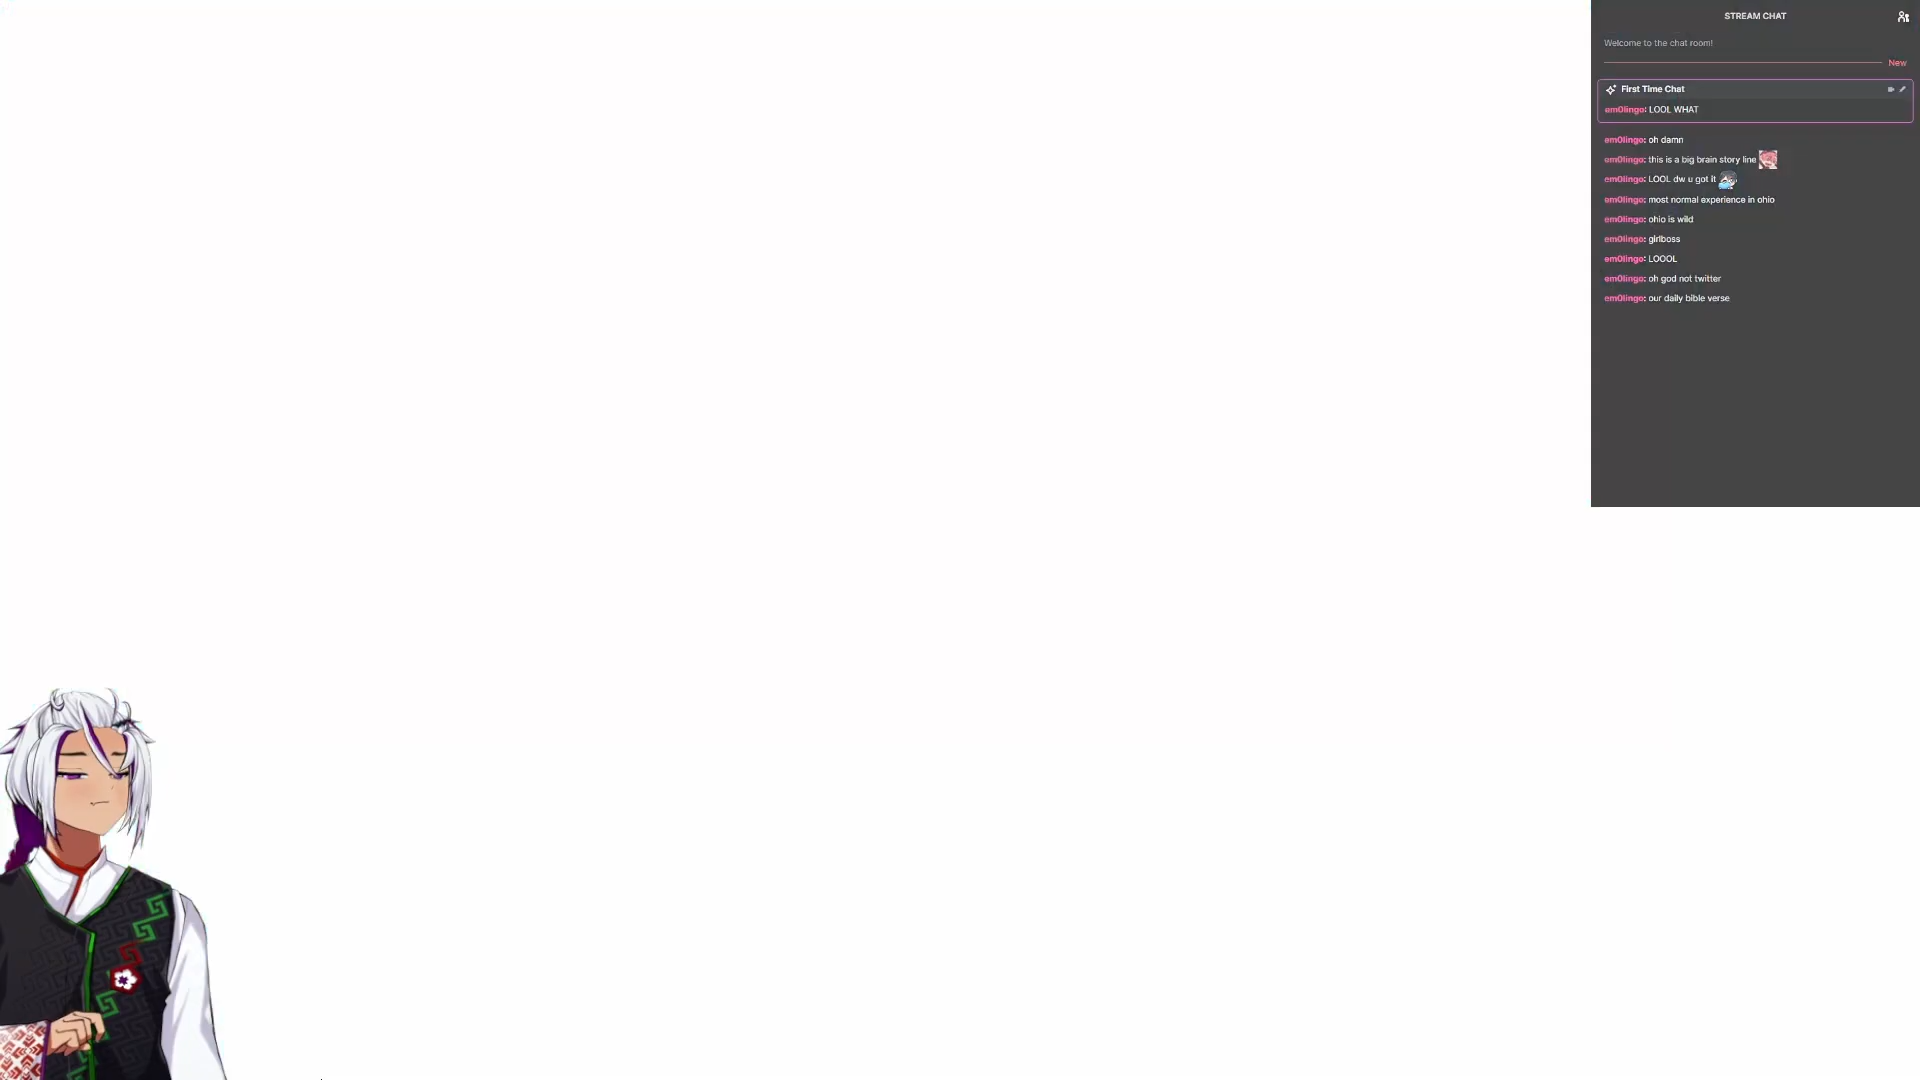 STREAM CHAT
Welcome to the chat room!
New
First Time Chat
em0lingo: LOOL WHAT
em0lingo: oh damn
em0lingo: this is a big brain story line
em0lingo: LOOL dw u got it
em0lingo: most normal experience in ohio
em0lingo: ohio is wild
em0lingo: girlboss
em0lingo: LOOOL
em0lingo: oh god not twitter
em0lingo: our daily bible verse